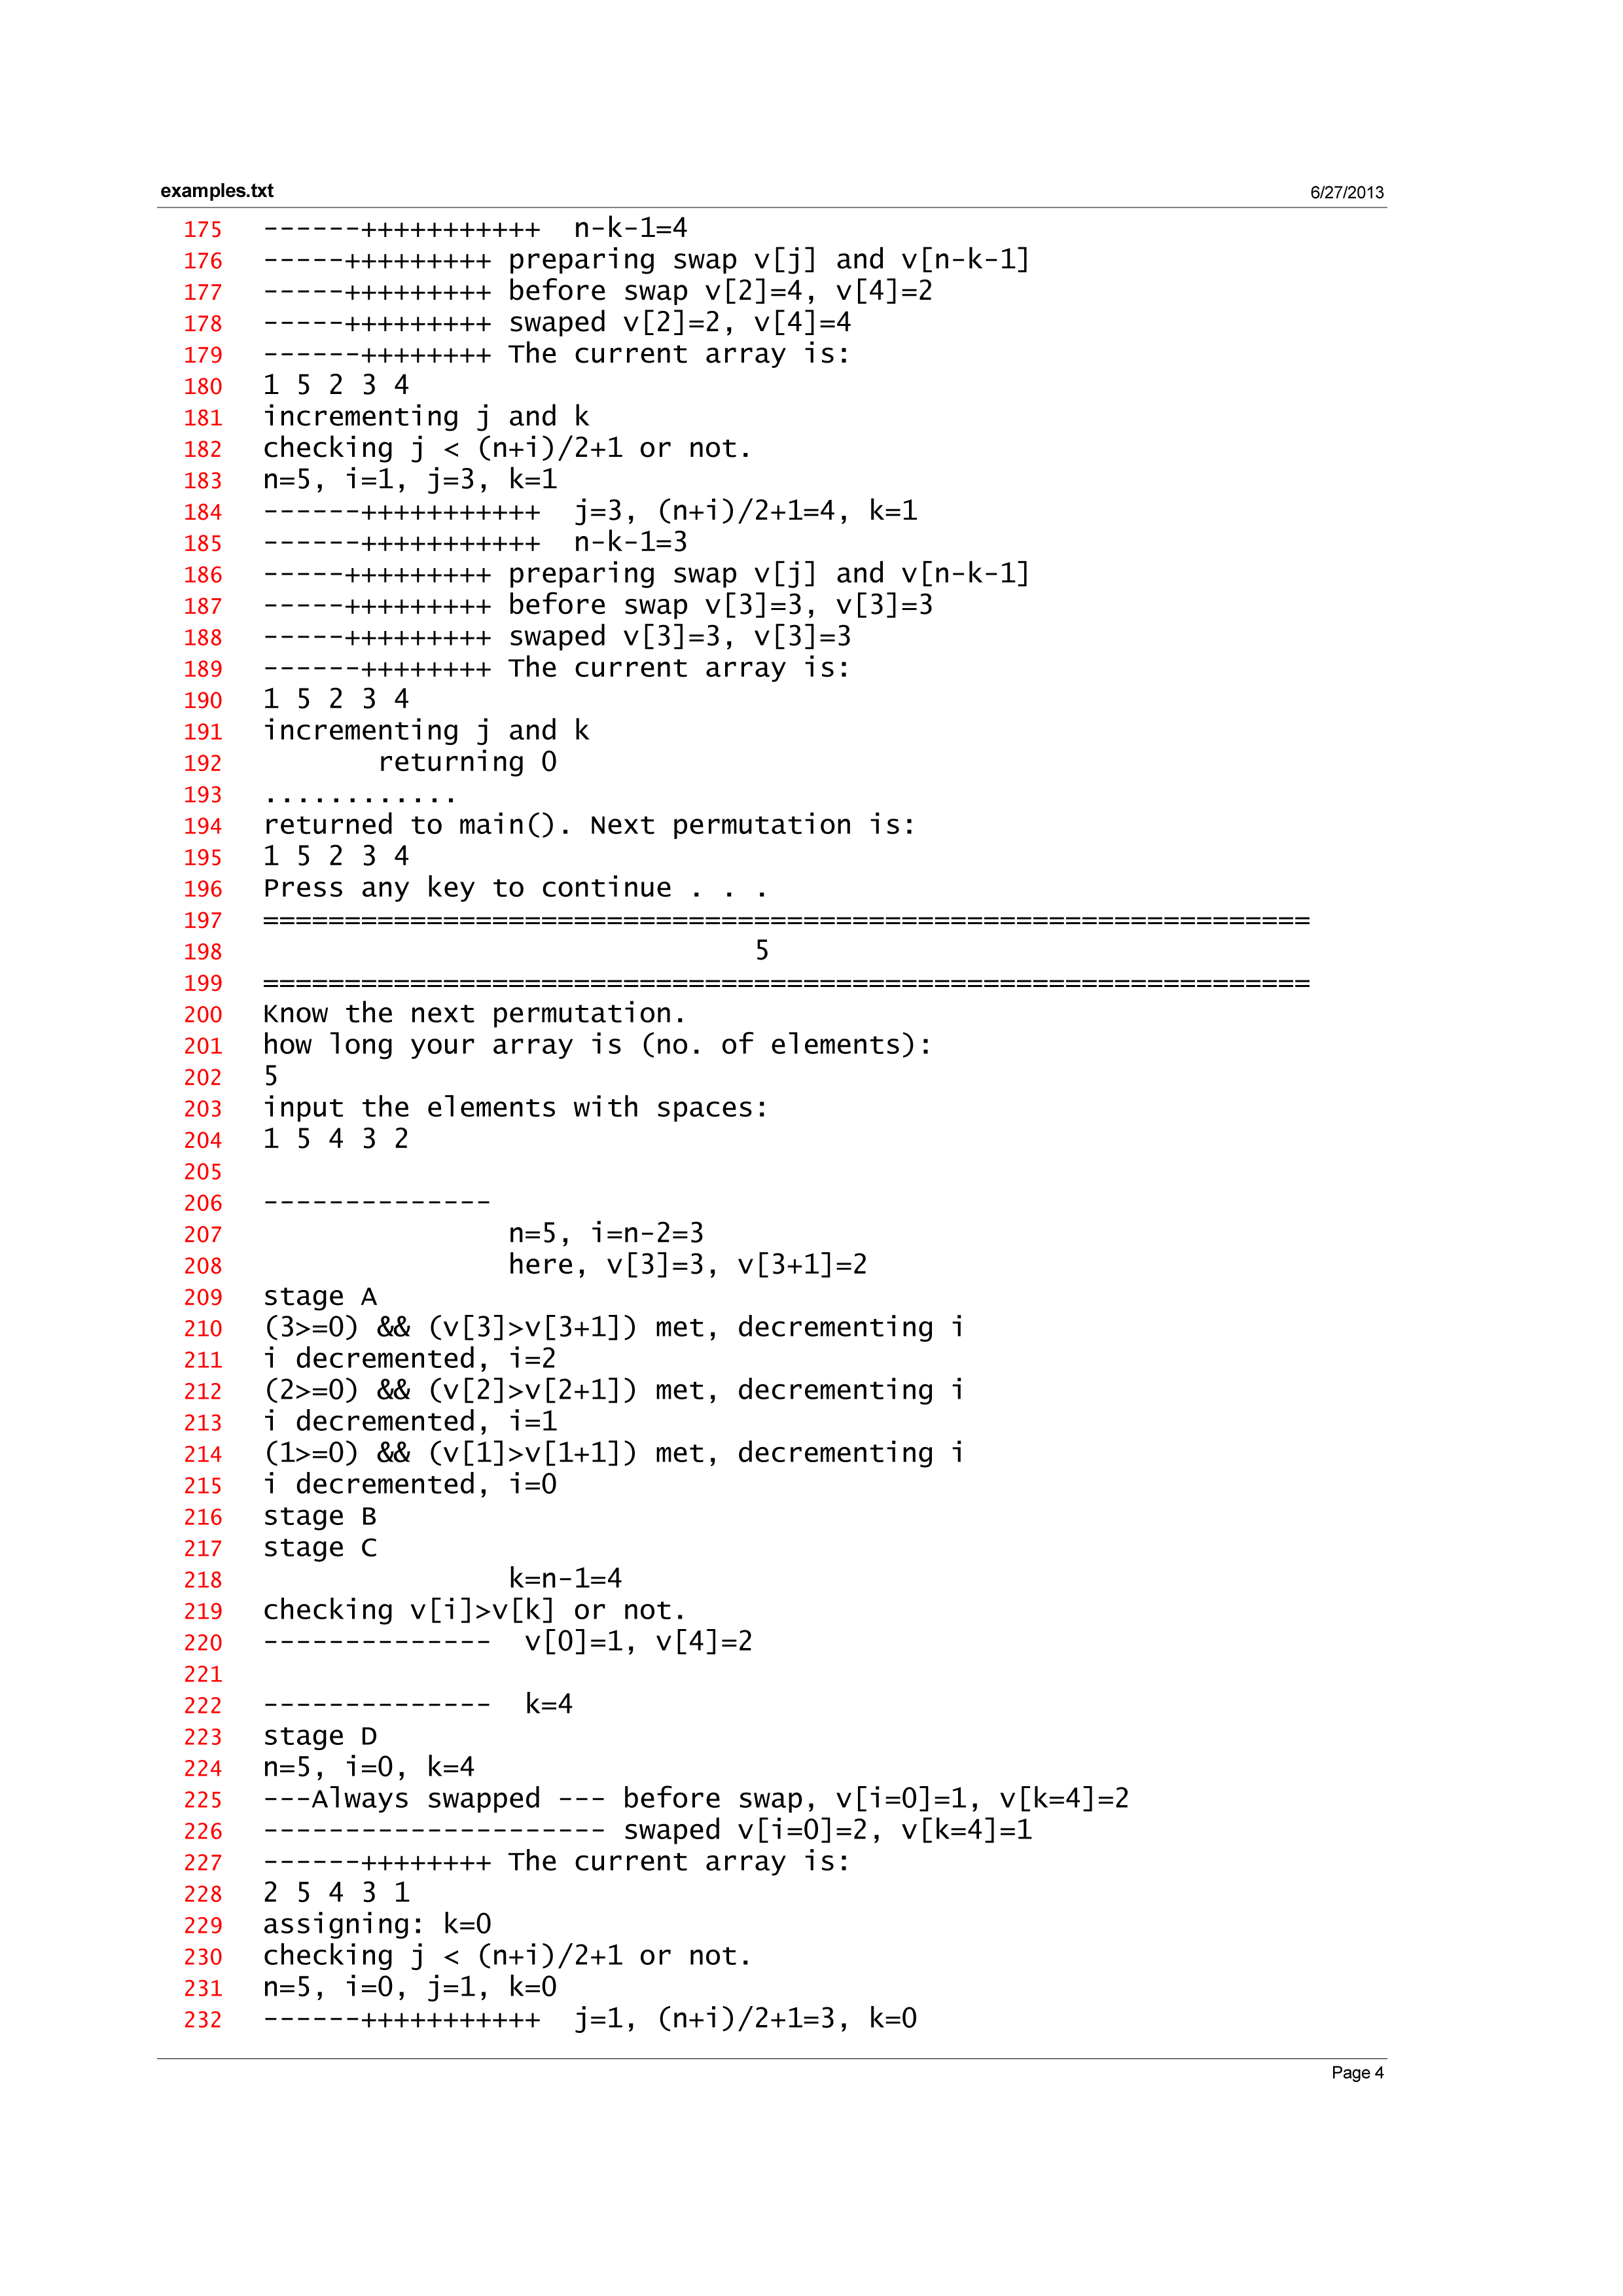 examples.txt 6/27/2013
175 ------+++++++++++  n-k-1=4
176 -----+++++++++ preparing swap v[j] and v[n-k-1]
177 -----+++++++++ before swap v[2]=4, v[4]=2
178 -----+++++++++ swaped v[2]=2, v[4]=4
179 ------++++++++ The current array is:
180 1 5 2 3 4
181 incrementing j and k
182 checking j < (n+i)/2+1 or not.
183 n=5, i=1, j=3, k=1
184 ------+++++++++++  j=3, (n+i)/2+1=4, k=1
185 ------+++++++++++  n-k-1=3
186 -----+++++++++ preparing swap v[j] and v[n-k-1]
187 -----+++++++++ before swap v[3]=3, v[3]=3
188 -----+++++++++ swaped v[3]=3, v[3]=3
189 ------++++++++ The current array is:
190 1 5 2 3 4
191 incrementing j and k
192        returning 0
193 ............
194 returned to main(). Next permutation is:
195 1 5 2 3 4
196 Press any key to continue . . .
197 ================================================================
198                               5
199 ================================================================
200 Know the next permutation.
201 how long your array is (no. of elements):
202 5
203 input the elements with spaces:
204 1 5 4 3 2
205
206 --------------
207                n=5, i=n-2=3
208                here, v[3]=3, v[3+1]=2
209 stage A
210 (3>=0) && (v[3]>v[3+1]) met, decrementing i
211 i decremented, i=2
212 (2>=0) && (v[2]>v[2+1]) met, decrementing i
213 i decremented, i=1
214 (1>=0) && (v[1]>v[1+1]) met, decrementing i
215 i decremented, i=0
216 stage B
217 stage C
218                k=n-1=4
219 checking v[i]>v[k] or not.
220 --------------  v[0]=1, v[4]=2
221
222 --------------  k=4
223 stage D
224 n=5, i=0, k=4
225 ---Always swapped --- before swap, v[i=0]=1, v[k=4]=2
226 --------------------- swaped v[i=0]=2, v[k=4]=1
227 ------++++++++ The current array is:
228 2 5 4 3 1
229 assigning: k=0
230 checking j < (n+i)/2+1 or not.
231 n=5, i=0, j=1, k=0
232 ------+++++++++++  j=1, (n+i)/2+1=3, k=0
Page 4